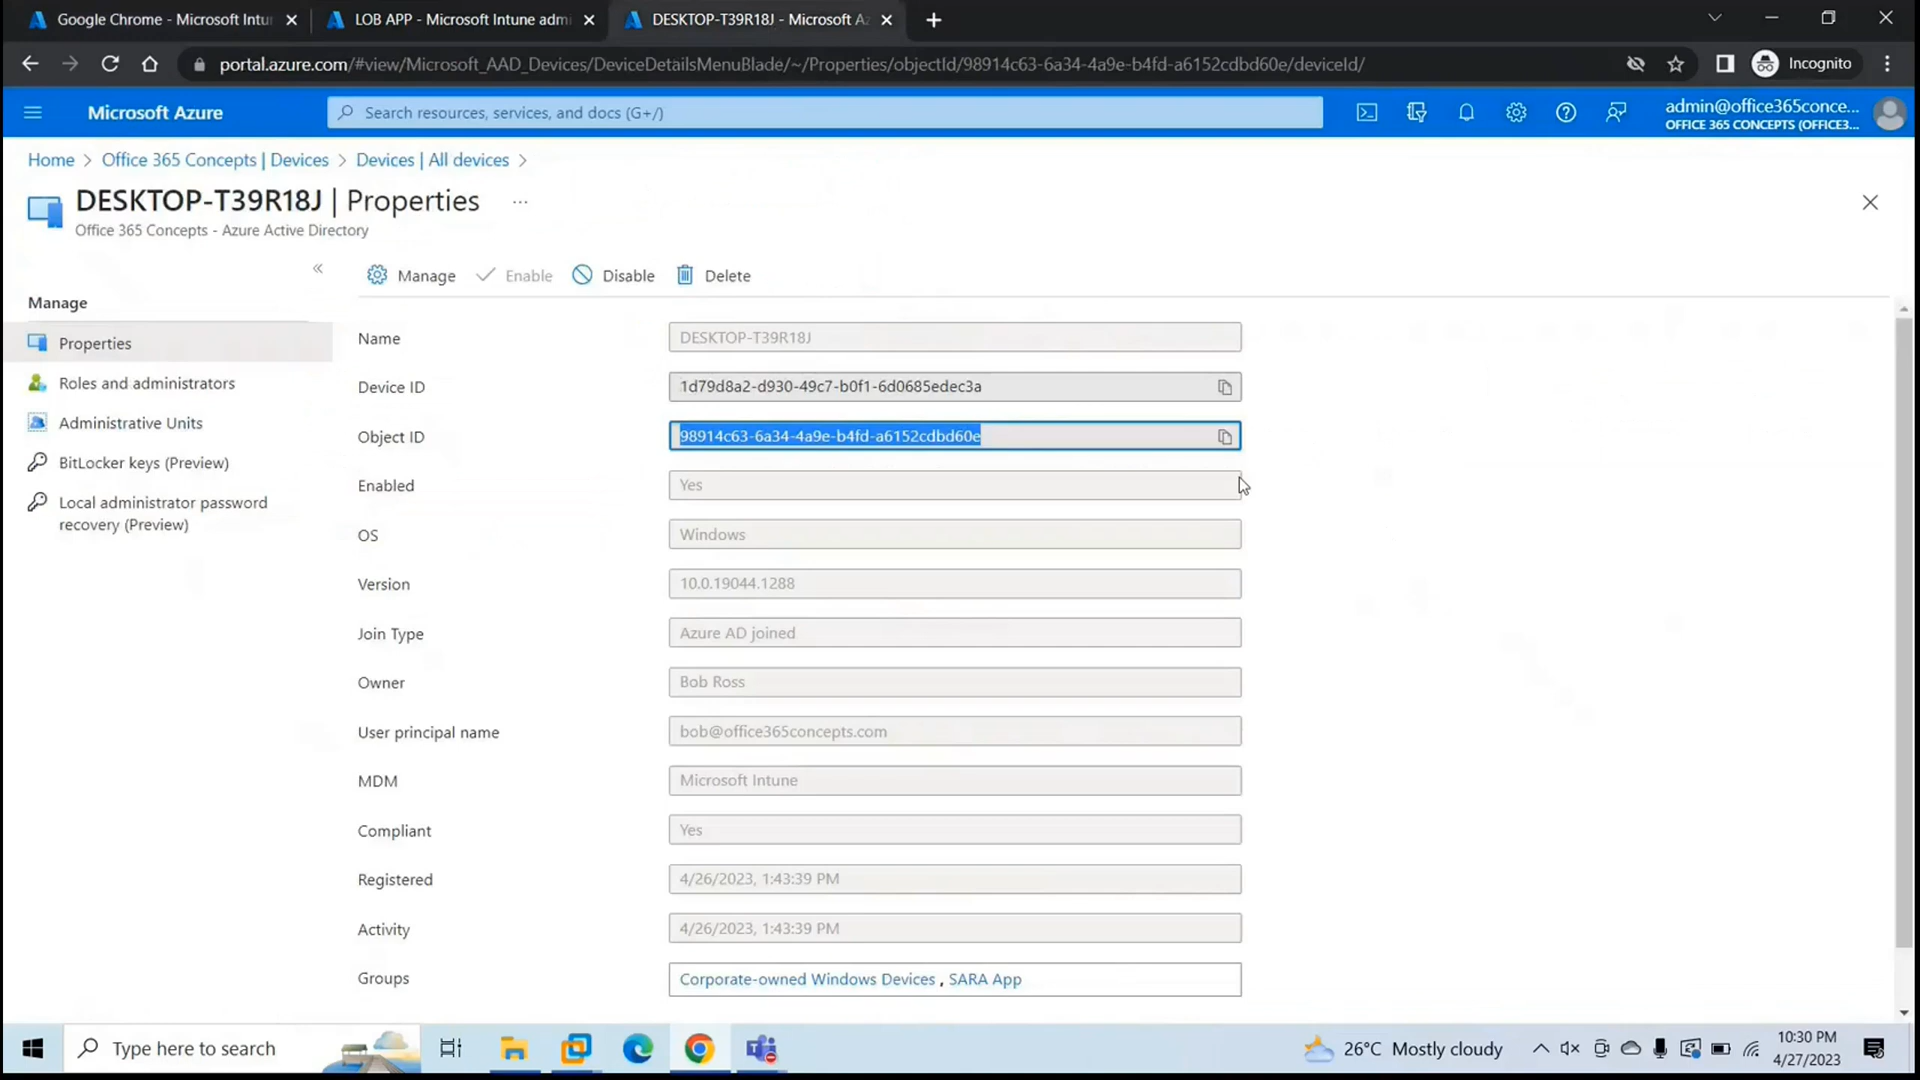 Google Chrome - Microsoft Intu
LOB APP - Microsoft Intune admi
DESKTOP-T39R18J - Microsoft Az
portal.azure.com/#view/Microsoft_AAD_Devices/DeviceDetailsMenuBlade/~/Properties/objectId/98914c63-6a34-4a9e-b4fd-a6152cdbd60e/deviceId/
Incognito
Microsoft Azure
Search resources, services, and docs (G+/)
admin@office365conce...
OFFICE 365 CONCEPTS (OFFICE3...
Home > Office 365 Concepts | Devices > Devices | All devices >
DESKTOP-T39R18J | Properties ...
Office 365 Concepts - Azure Active Directory
Manage
Enable
Disable
Delete
Manage
Properties
Roles and administrators
Administrative Units
BitLocker keys (Preview)
Local administrator password
recovery (Preview)
Name DESKTOP-T39R18J
Device ID 1d79d8a2-d930-49c7-b0f1-6d0685edec3a
Object ID 98914c63-6a34-4a9e-b4fd-a6152cdbd60e
Enabled Yes
OS Windows
Version 10.0.19044.1288
Join Type Azure AD joined
Owner Bob Ross
User principal name bob@office365concepts.com
MDM Microsoft Intune
Compliant Yes
Registered 4/26/2023, 1:43:39 PM
Activity 4/26/2023, 1:43:39 PM
Groups Corporate-owned Windows Devices , SARA App
Type here to search
26°C Mostly cloudy
10:30 PM
4/27/2023